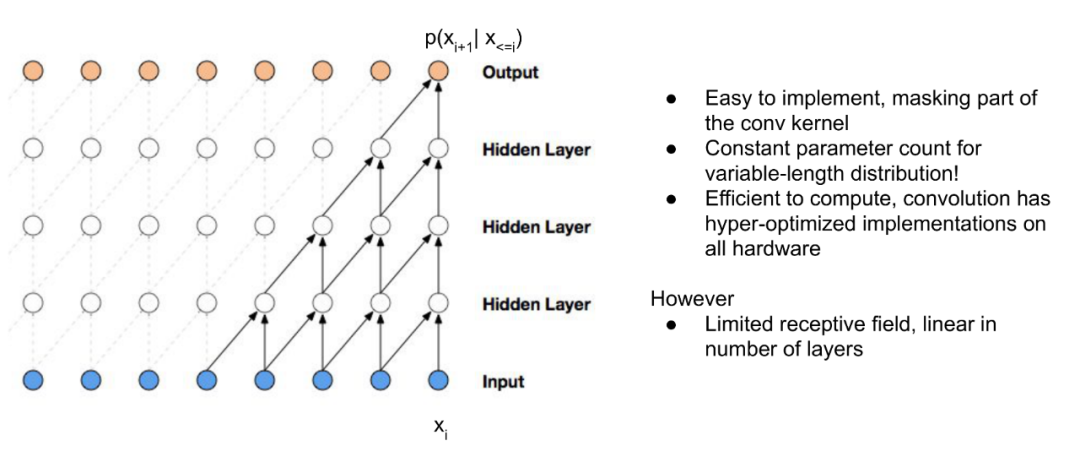 p(x_{i+1}| x_{<=i})
Output
Hidden Layer
Hidden Layer
Hidden Layer
Input
x_i
● Easy to implement, masking part of
the conv kernel
● Constant parameter count for
variable-length distribution!
● Efficient to compute, convolution has
hyper-optimized implementations on
all hardware
However
● Limited receptive field, linear in
number of layers